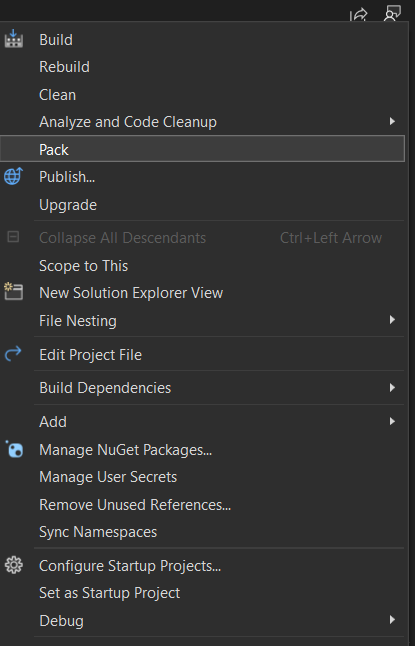 Build
Rebuild
Clean
Analyze and Code Cleanup
Pack
Publish...
Upgrade
Collapse All Descendants Ctrl+Left Arrow
Scope to This
New Solution Explorer View
File Nesting
Edit Project File
Build Dependencies
Add
Manage NuGet Packages...
Manage User Secrets
Remove Unused References...
Sync Namespaces
Configure Startup Projects...
Set as Startup Project
Debug